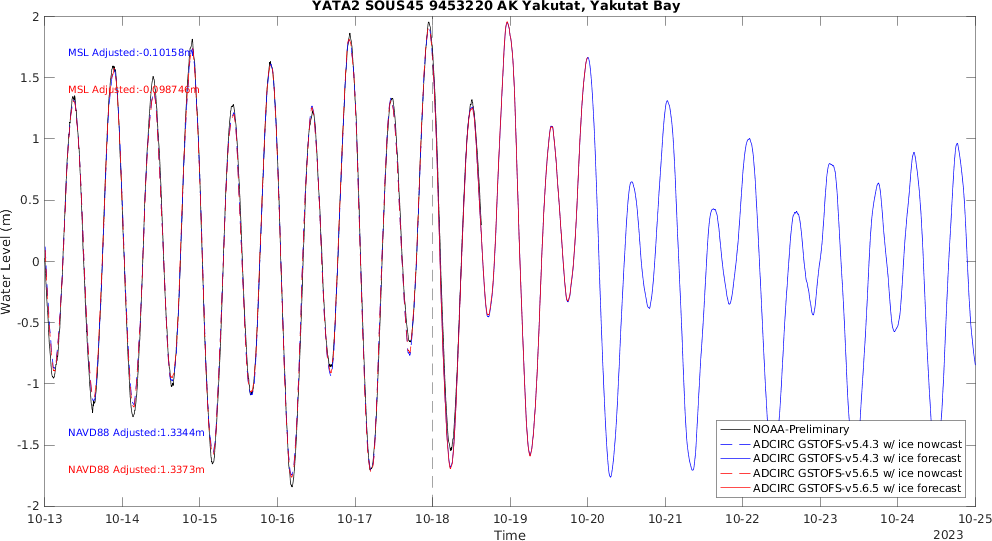 YATA2 SOUS45 9453220 AK Yakutat, Yakutat Bay
2
1.5
1
0.5
0
-0.5
-1
-1.5
-2
Water Level (m)
MSL Adjusted:-0.10158m
MSL Adjusted:-0.098746m
NAVD88 Adjusted:1.3344m
NAVD88 Adjusted:1.3373m
NOAA-Preliminary
ADCIRC GSTOFS-v5.4.3 w/ ice nowcast
ADCIRC GSTOFS-v5.4.3 w/ ice forecast
ADCIRC GSTOFS-v5.6.5 w/ ice nowcast
ADCIRC GSTOFS-v5.6.5 w/ ice forecast
10-13 10-14 10-15 10-16 10-17 10-18 10-19 10-20 10-21 10-22 10-23 10-24 10-25
Time
2023